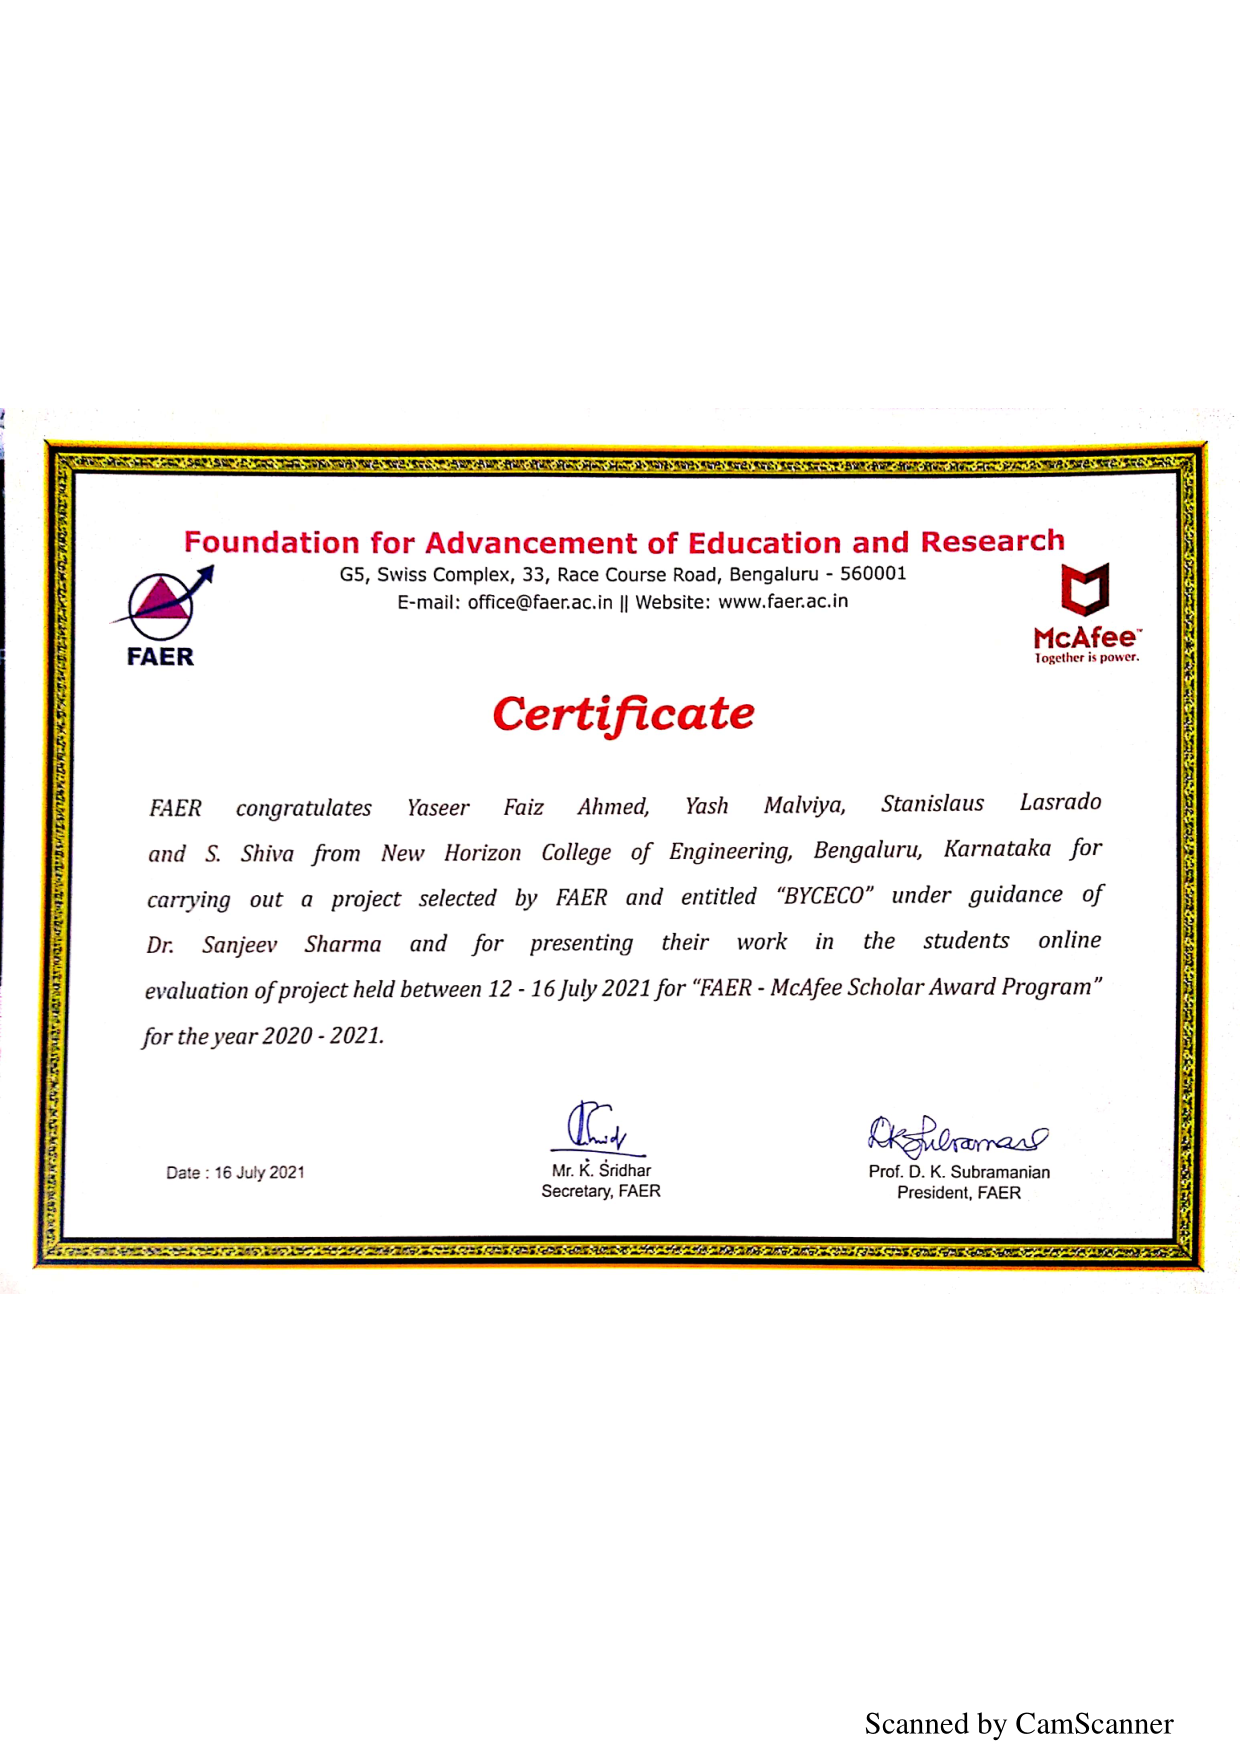 Foundation for Advancement of Education and Research
G5, Swiss Complex, 33, Race Course Road, Bengaluru - 560001
E-mail: office@faer.ac.in || Website: www.faer.ac.in
FAER
McAfee™
Together is power.
Certificate
FAER congratulates Yaseer Faiz Ahmed, Yash Malviya, Stanislaus Lasrado
and S. Shiva from New Horizon College of Engineering, Bengaluru, Karnataka for
carrying out a project selected by FAER and entitled “BYCECO” under guidance of
Dr. Sanjeev Sharma and for presenting their work in the students online
evaluation of project held between 12 - 16 July 2021 for “FAER - McAfee Scholar Award Program”
for the year 2020 - 2021.
DKSubramani
Date : 16 July 2021
Mr. K. Sridhar
Secretary, FAER
Prof. D. K. Subramanian
President, FAER
Scanned by CamScanner